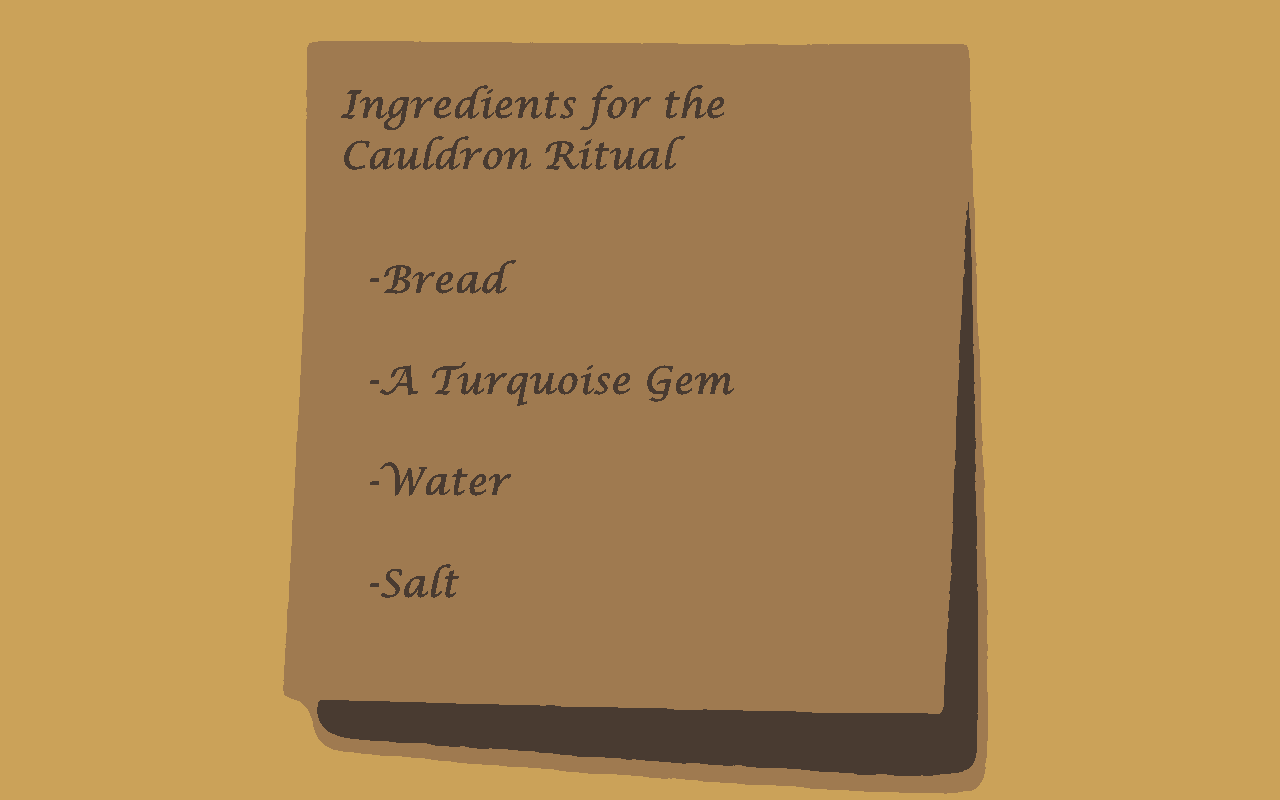 Ingredients for the
Cauldron Ritual
-Bread
-A Turquoise Gem
-Water
-Salt